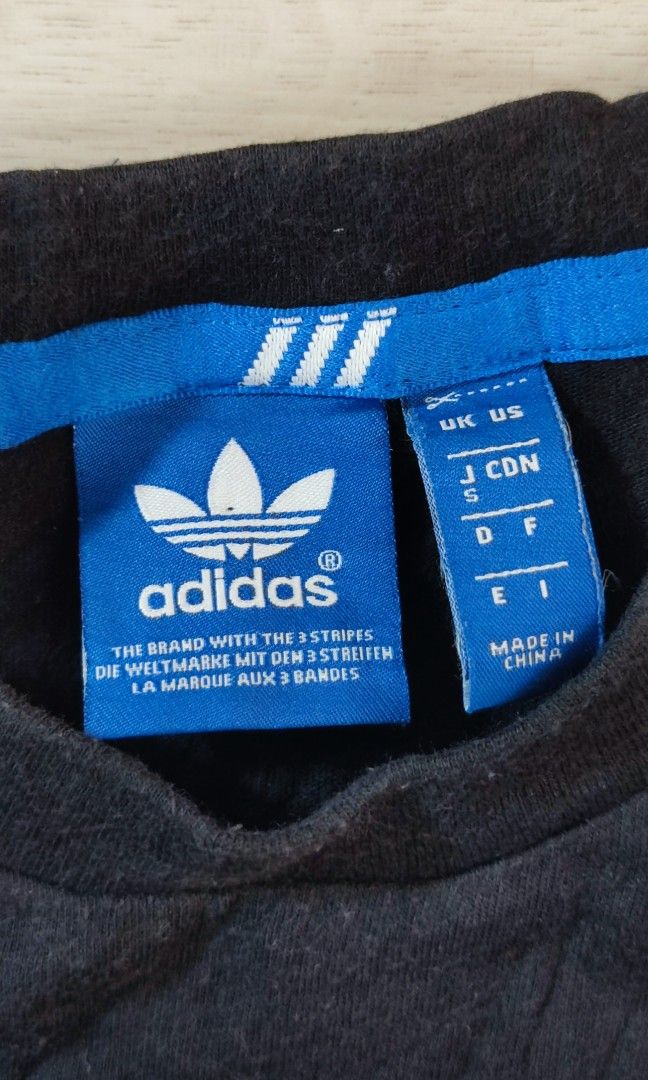 adidas®
THE BRAND WITH THE 3 STRIPES
DIE WELTMARKE MIT DEN 3 STREIFEN
LA MARQUE AUX 3 BANDES
UK US
J CDN
S
D F
E I
MADE IN
CHINA